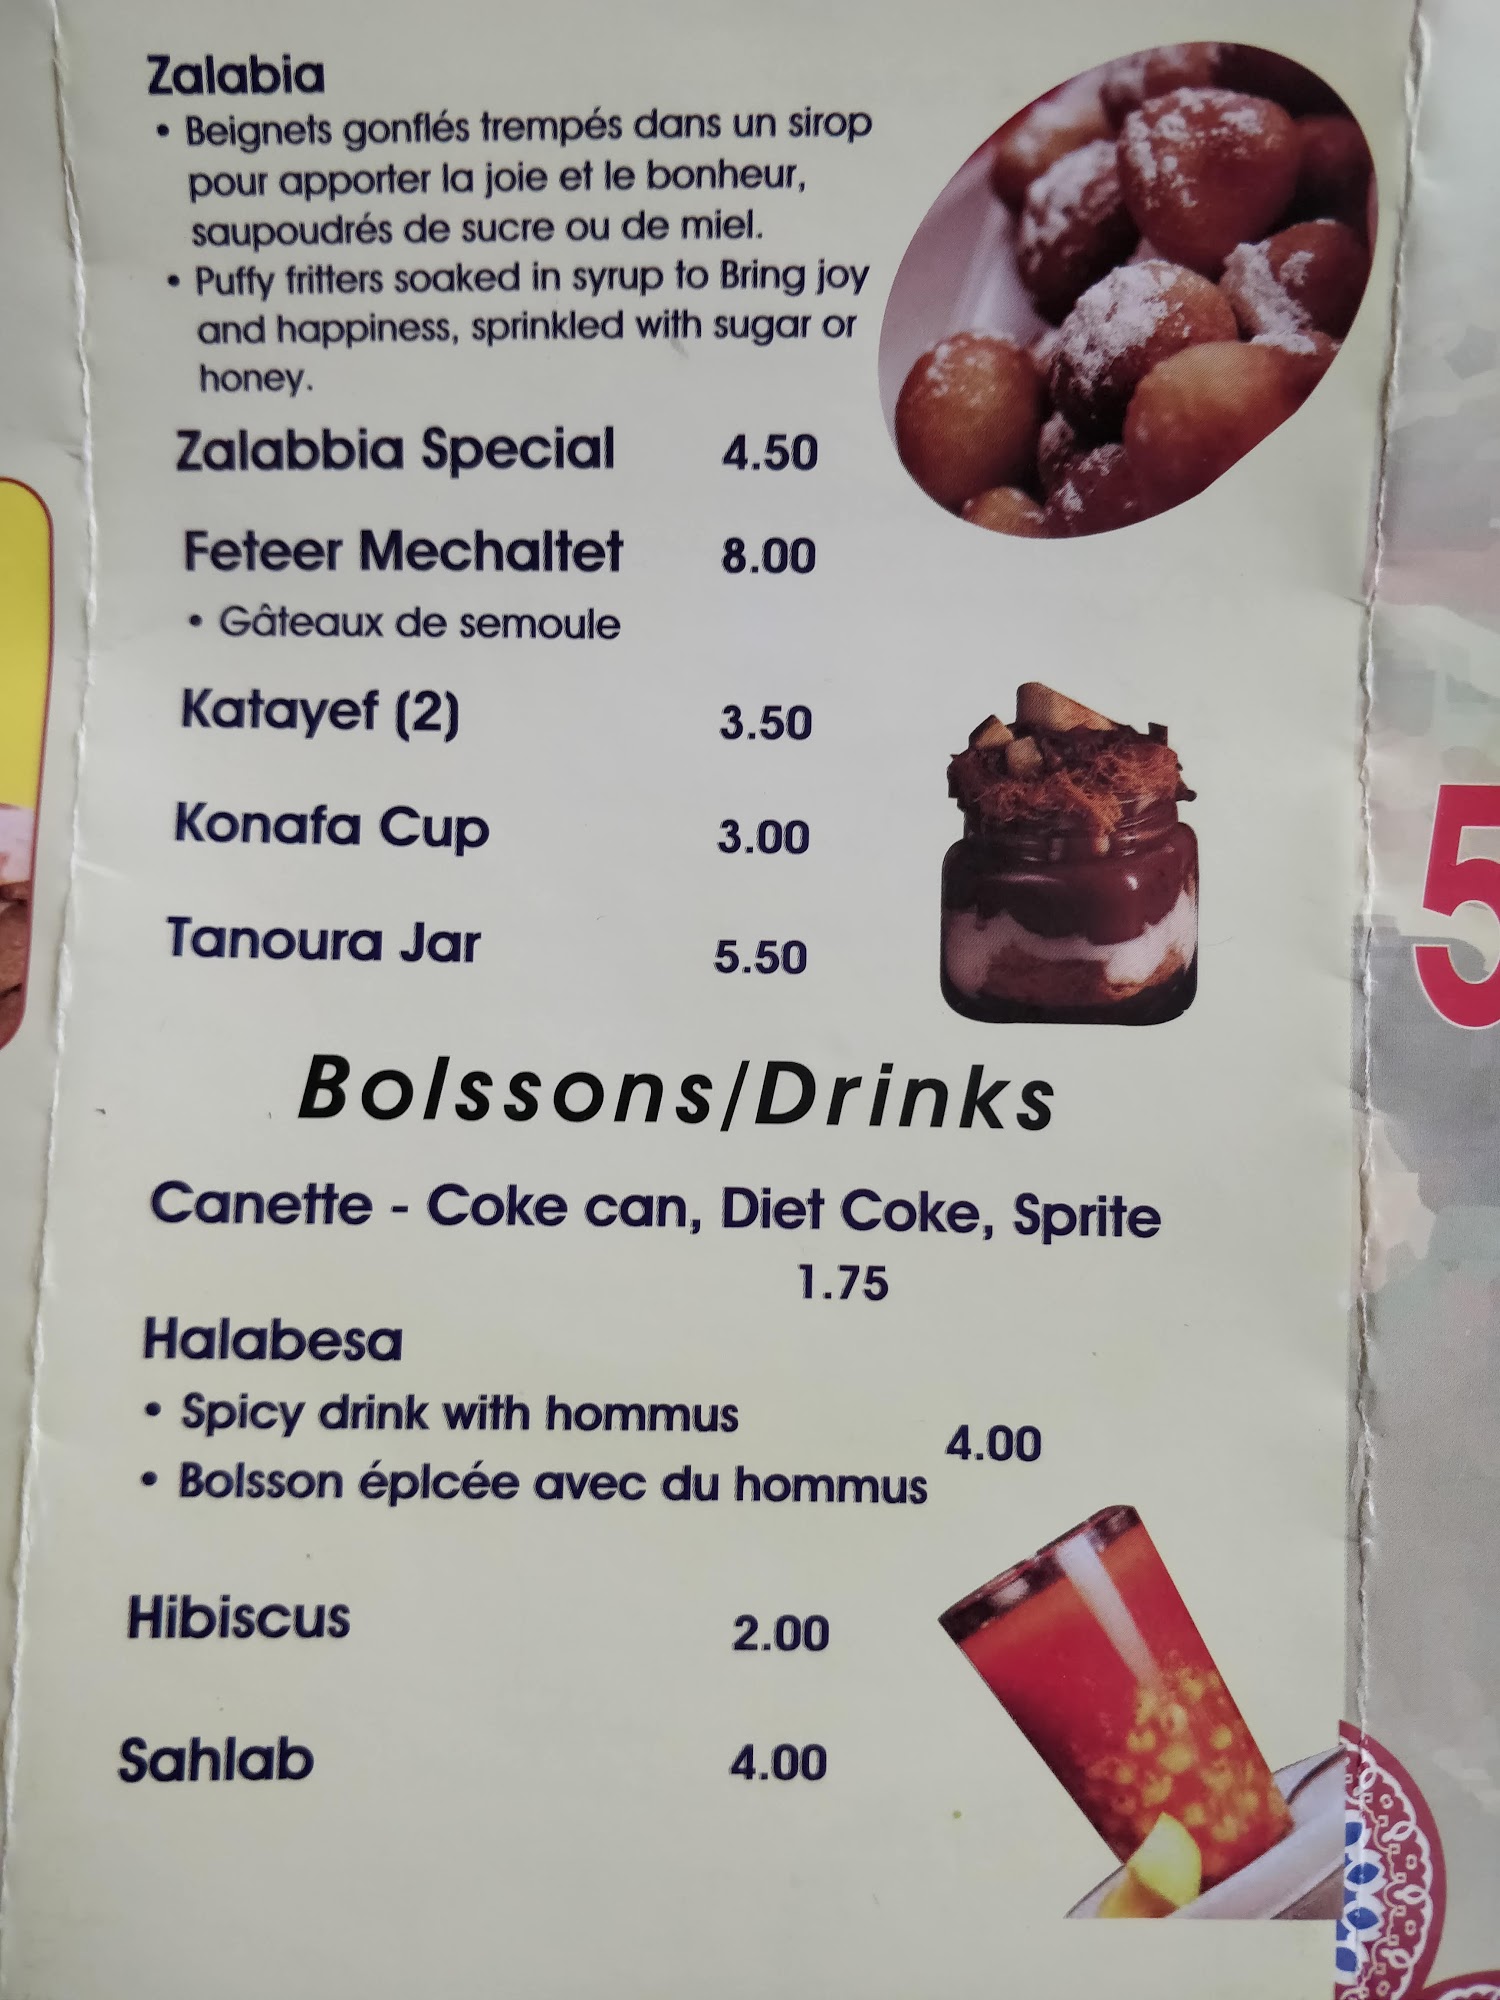 Zalabia
• Beignets gonflés trempés dans un sirop
pour apporter la joie et le bonheur,
saupoudrés de sucre ou de miel.
• Puffy fritters soaked in syrup to Bring joy
and happiness, sprinkled with sugar or
honey.
Zalabbia Special 4.50
Feteer Mechaltet 8.00
• Gâteaux de semoule
Katayef (2) 3.50
Konafa Cup 3.00
Tanoura Jar 5.50
5
Bolssons/Drinks
Canette - Coke can, Diet Coke, Sprite
1.75
Halabesa
• Spicy drink with hommus
4.00
• Bolsson éplcée avec du hommus
Hibiscus 2.00
Sahlab 4.00